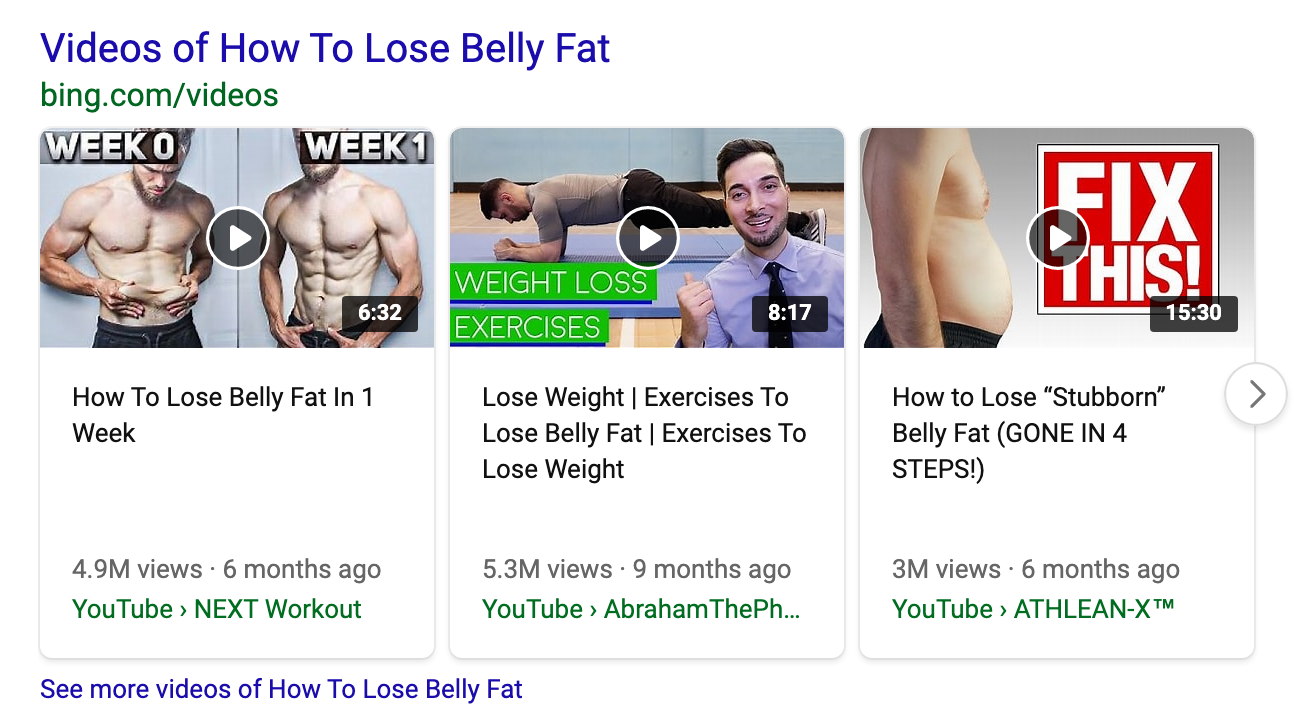 Videos of How To Lose Belly Fat
bing.com/videos
WEEK 0
WEEK 1
6:32
How To Lose Belly Fat In 1
Week
4.9M views · 6 months ago
YouTube › NEXT Workout
WEIGHT LOSS
EXERCISES
8:17
Lose Weight | Exercises To
Lose Belly Fat | Exercises To
Lose Weight
5.3M views · 9 months ago
YouTube › AbrahamThePh...
FIX
THIS!
15:30
How to Lose “Stubborn”
Belly Fat (GONE IN 4
STEPS!)
3M views · 6 months ago
YouTube › ATHLEAN-X™
See more videos of How To Lose Belly Fat